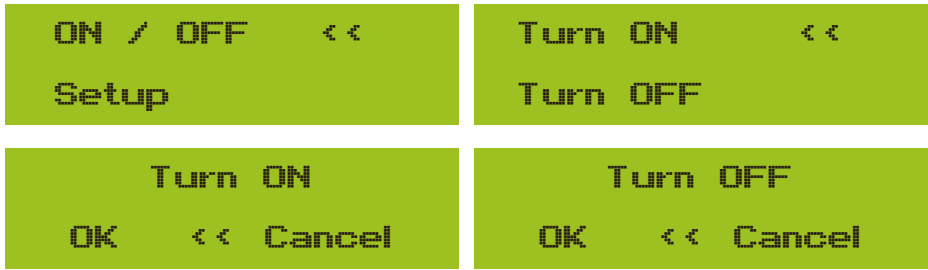 ON / OFF <<
Setup
Turn ON <<
Turn OFF
Turn ON
OK << Cancel
Turn OFF
OK << Cancel